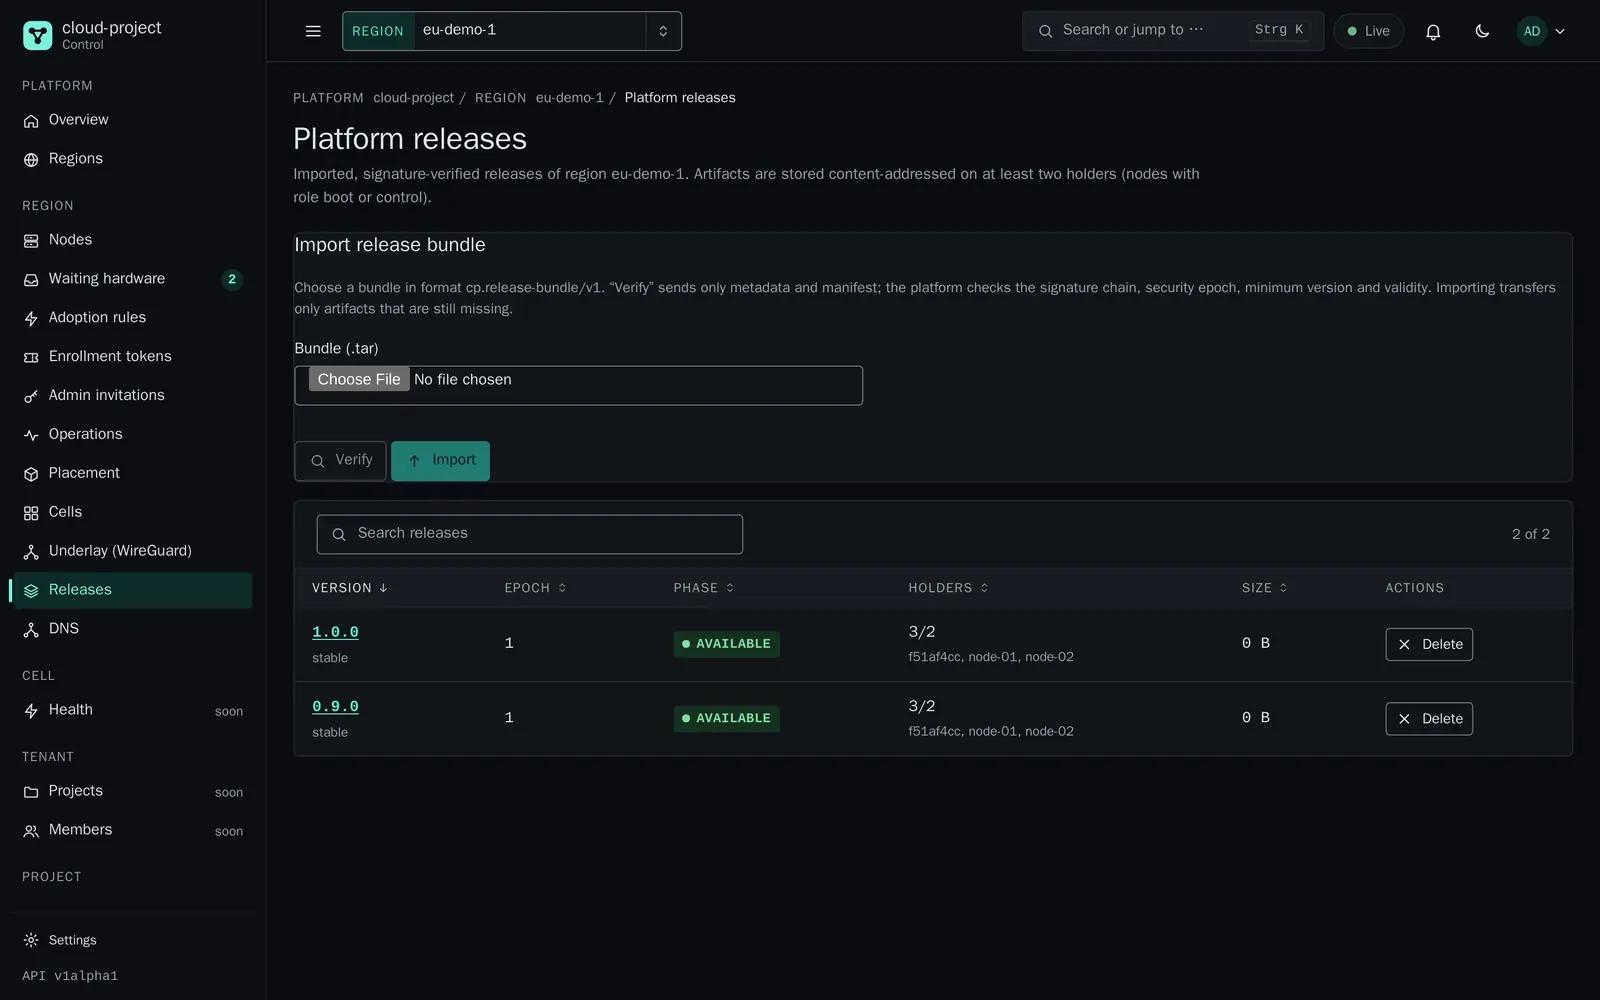 cloud-project
Control
PLATFORM
Overview
Regions
REGION
Nodes
Waiting hardware 2
Adoption rules
Enrollment tokens
Admin invitations
Operations
Placement
Cells
Underlay (WireGuard)
Releases
DNS
CELL
Health soon
TENANT
Projects soon
Members soon
PROJECT
Settings
API v1alpha1
REGION eu-demo-1
Search or jump to ··· Strg K
Live
AD
PLATFORM cloud-project / REGION eu-demo-1 / Platform releases
Platform releases
Imported, signature-verified releases of region eu-demo-1. Artifacts are stored content-addressed on at least two holders (nodes with
role boot or control).
Import release bundle
Choose a bundle in format cp.release-bundle/v1. “Verify” sends only metadata and manifest; the platform checks the signature chain, security epoch, minimum version and validity. Importing transfers
only artifacts that are still missing.
Bundle (.tar)
Choose File No file chosen
Verify Import
Search releases 2 of 2
VERSION EPOCH PHASE HOLDERS SIZE ACTIONS
1.0.0 1 AVAILABLE 3/2 0 B Delete
stable f51af4cc, node-01, node-02
0.9.0 1 AVAILABLE 3/2 0 B Delete
stable f51af4cc, node-01, node-02